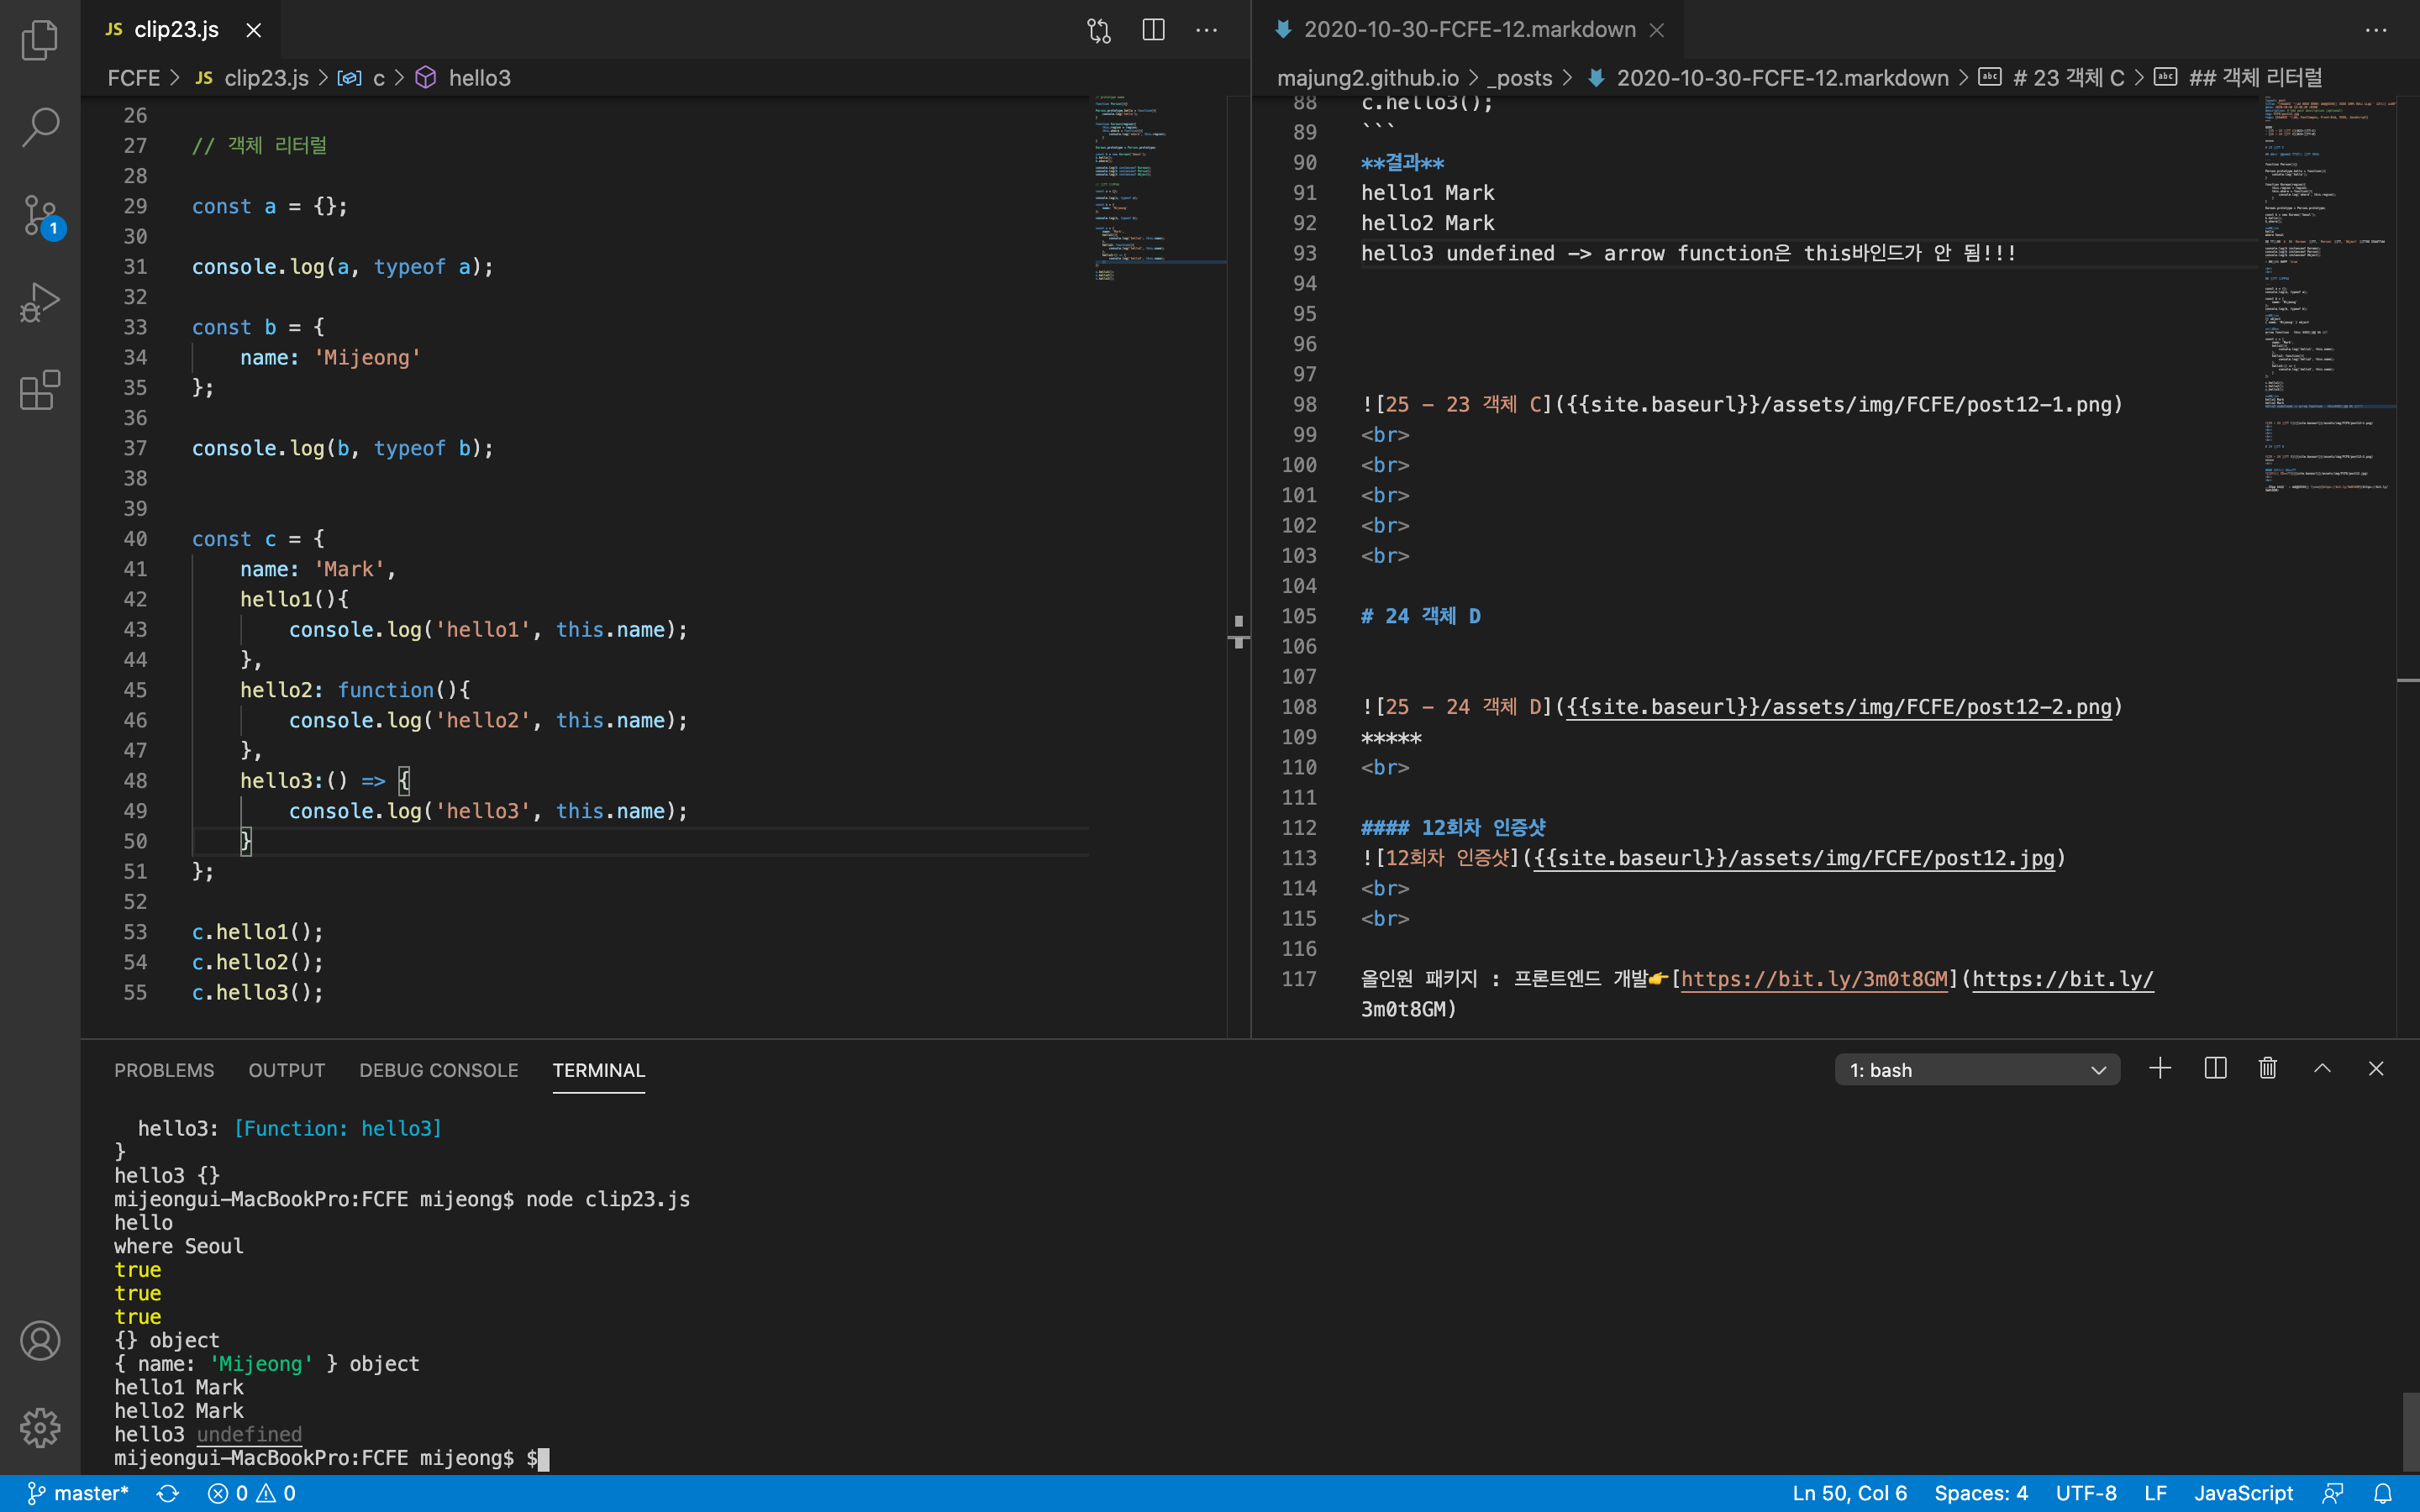 JS clip23.js
FCFE > JS clip23.js > c > hello3
26
27 // 객체 리터럴
28
29 const a = {};
30
31 console.log(a, typeof a);
32
33 const b = {
34 name: 'Mijeong'
35 };
36
37 console.log(b, typeof b);
38
39
40 const c = {
41 name: 'Mark',
42 hello1(){
43 console.log('hello1', this.name);
44 },
45 hello2: function(){
46 console.log('hello2', this.name);
47 },
48 hello3:() => {
49 console.log('hello3', this.name);
50 }
51 };
52
53 c.hello1();
54 c.hello2();
55 c.hello3();
2020-10-30-FCFE-12.markdown
majung2.github.io > _posts > 2020-10-30-FCFE-12.markdown > abc # 23 객체 C > abc ## 객체 리터럴
88 c.hello3();
89 ```
90 **결과**
91 hello1 Mark
92 hello2 Mark
93 hello3 undefined -> arrow function은 this바인드가 안 됨!!!
94
95
96
97
98 ![25 - 23 객체 C]({{site.baseurl}}/assets/img/FCFE/post12-1.png)
99 <br>
100 <br>
101 <br>
102 <br>
103 <br>
104
105 # 24 객체 D
106
107
108 ![25 - 24 객체 D]({{site.baseurl}}/assets/img/FCFE/post12-2.png)
109 *****
110 <br>
111
112 #### 12회차 인증샷
113 ![12회차 인증샷]({{site.baseurl}}/assets/img/FCFE/post12.jpg)
114 <br>
115 <br>
116
117 올인원 패키지 : 프론트엔드 개발👉[https://bit.ly/3m0t8GM](https://bit.ly/
3m0t8GM)
1
PROBLEMS OUTPUT DEBUG CONSOLE TERMINAL 1: bash
hello3: [Function: hello3]
}
hello3 {}
mijeongui-MacBookPro:FCFE mijeong$ node clip23.js
hello
where Seoul
true
true
true
{} object
{ name: 'Mijeong' } object
hello1 Mark
hello2 Mark
hello3 undefined
mijeongui-MacBookPro:FCFE mijeong$ $
master* 0 0 Ln 50, Col 6 Spaces: 4 UTF-8 LF JavaScript